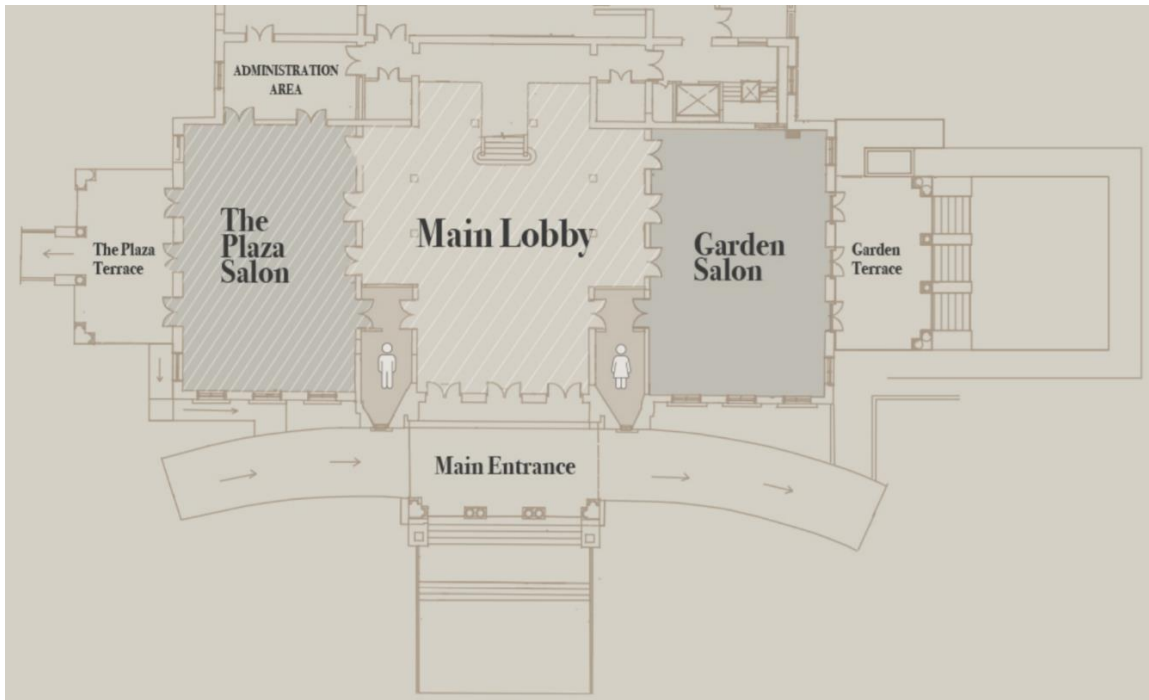 ADMINISTRATION
AREA
The
Plaza
Salon
Main Lobby
Garden
Salon
The Plaza
Terrace
Garden
Terrace
Main Entrance